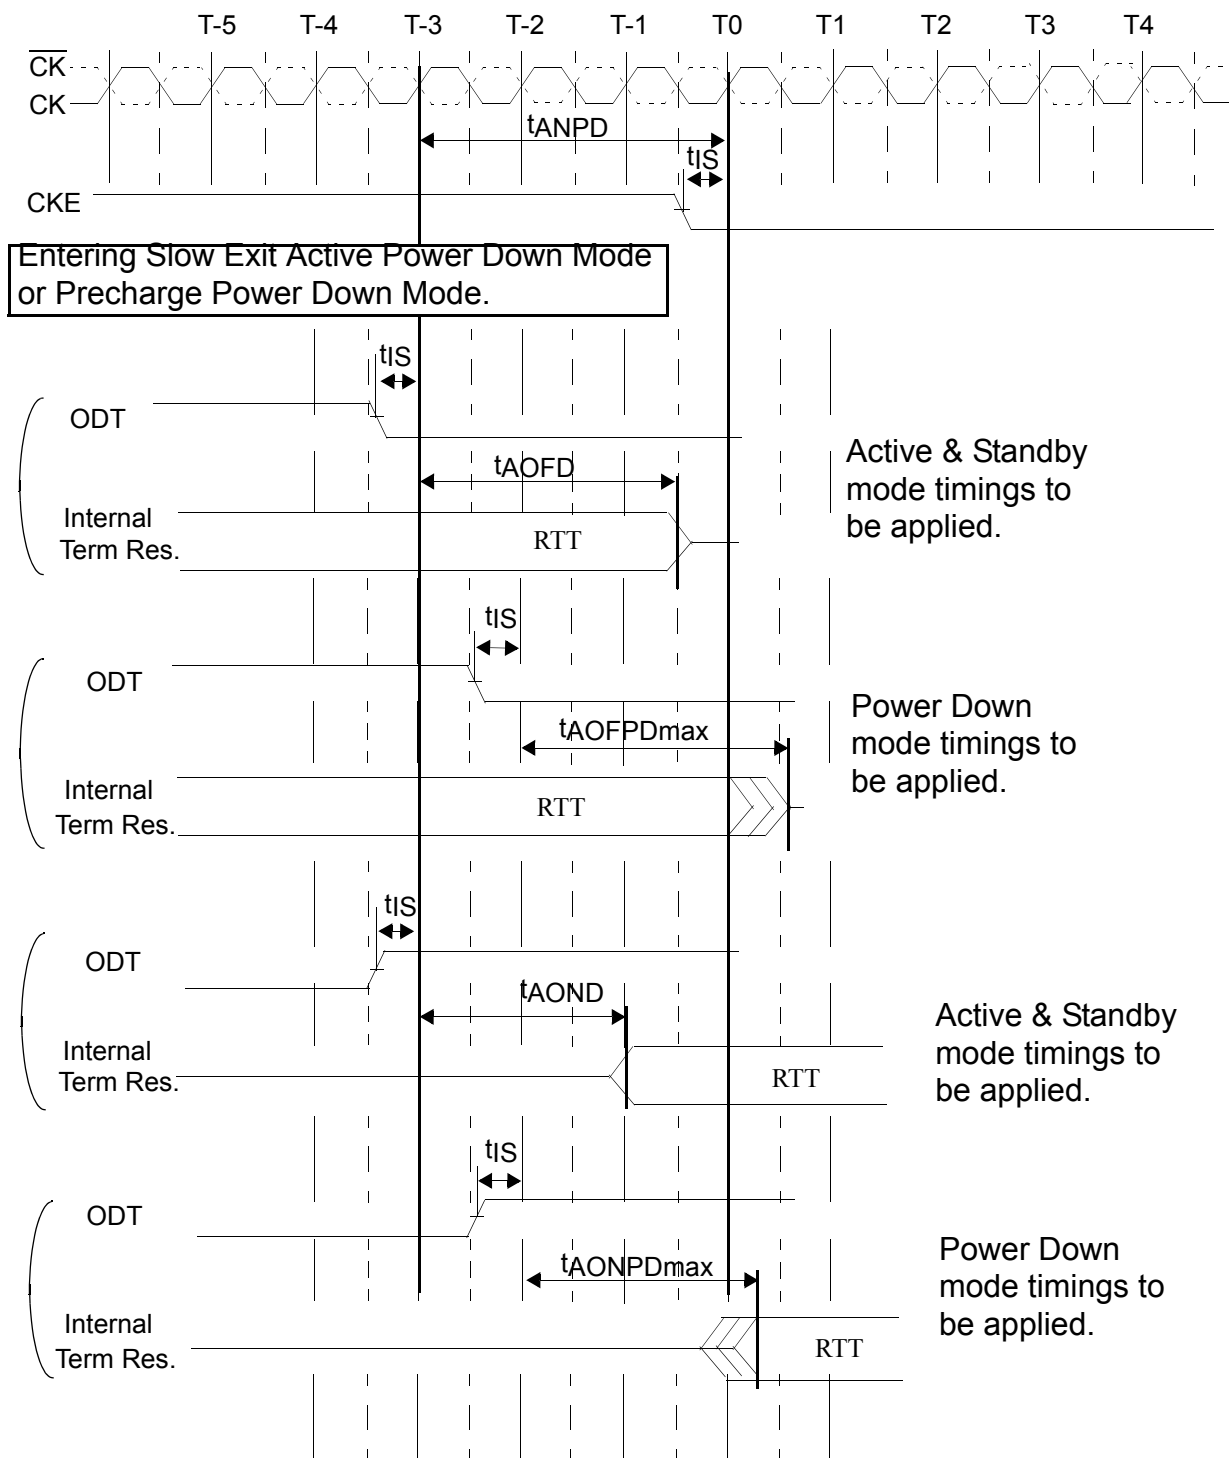 T-5 T-4 T-3 T-2 T-1 T0 T1 T2 T3 T4
CK
CK
tANPD
tIS
CKE
Entering Slow Exit Active Power Down Mode
or Precharge Power Down Mode.
tIS
ODT
tAOFD
Internal
Term Res.
RTT
Active & Standby
mode timings to
be applied.
tIS
ODT
tAOFPDmax
Internal
Term Res.
RTT
Power Down
mode timings to
be applied.
tIS
ODT
tAOND
Internal
Term Res.
RTT
Active & Standby
mode timings to
be applied.
tIS
ODT
tAONPDmax
Internal
Term Res.
RTT
Power Down
mode timings to
be applied.